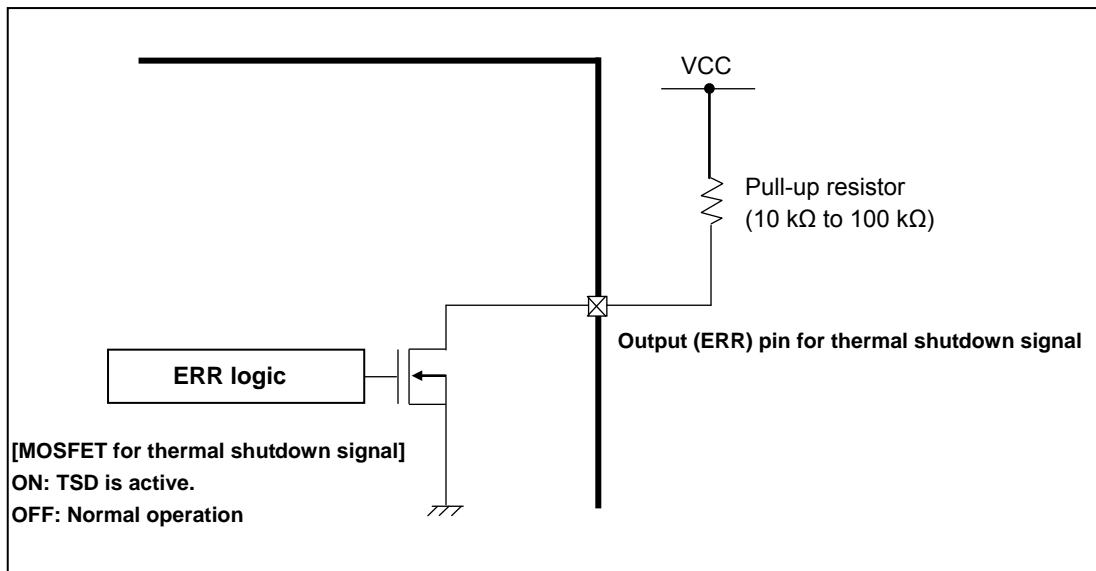 VCC
Pull-up resistor
(10 kΩ to 100 kΩ)
Output (ERR) pin for thermal shutdown signal
ERR logic
[MOSFET for thermal shutdown signal]
ON: TSD is active.
OFF: Normal operation